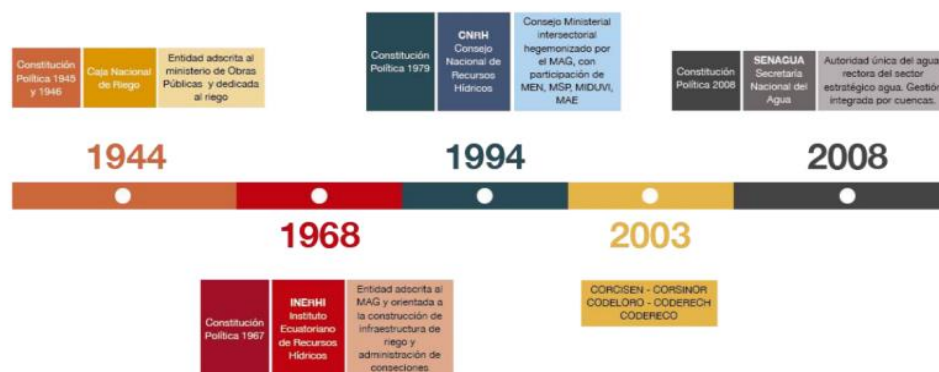 Constitución
Política 1945
y 1946
Caja Nacional
de Riego
Entidad adscrita al
ministerio de Obras
Públicas y dedicada
al riego
Constitución
Política 1979
CNRH
Consejo
Nacional de
Recursos
Hídricos
Consejo Ministerial
intersectorial
hegemonizado por
el MAG, con
participación de
MEN, MSP, MIDUVI,
MAE
Constitución
Política 2008
SENAGUA
Secretaría
Nacional del
Agua
Autoridad única del agua
rectora del sector
estratégico agua. Gestión
integrada por cuencas.
1944
1994
2008
1968
2003
Constitución
Política 1967
INERHI
Instituto
Ecuatoriano
de Recursos
Hídricos
Entidad adscrita al
MAG y orientada a
la construcción de
infraestructura de
riego y
administración de
conseciones
CORCISEN - CORSINOR
CODELORO - CODERECH
CODERECO